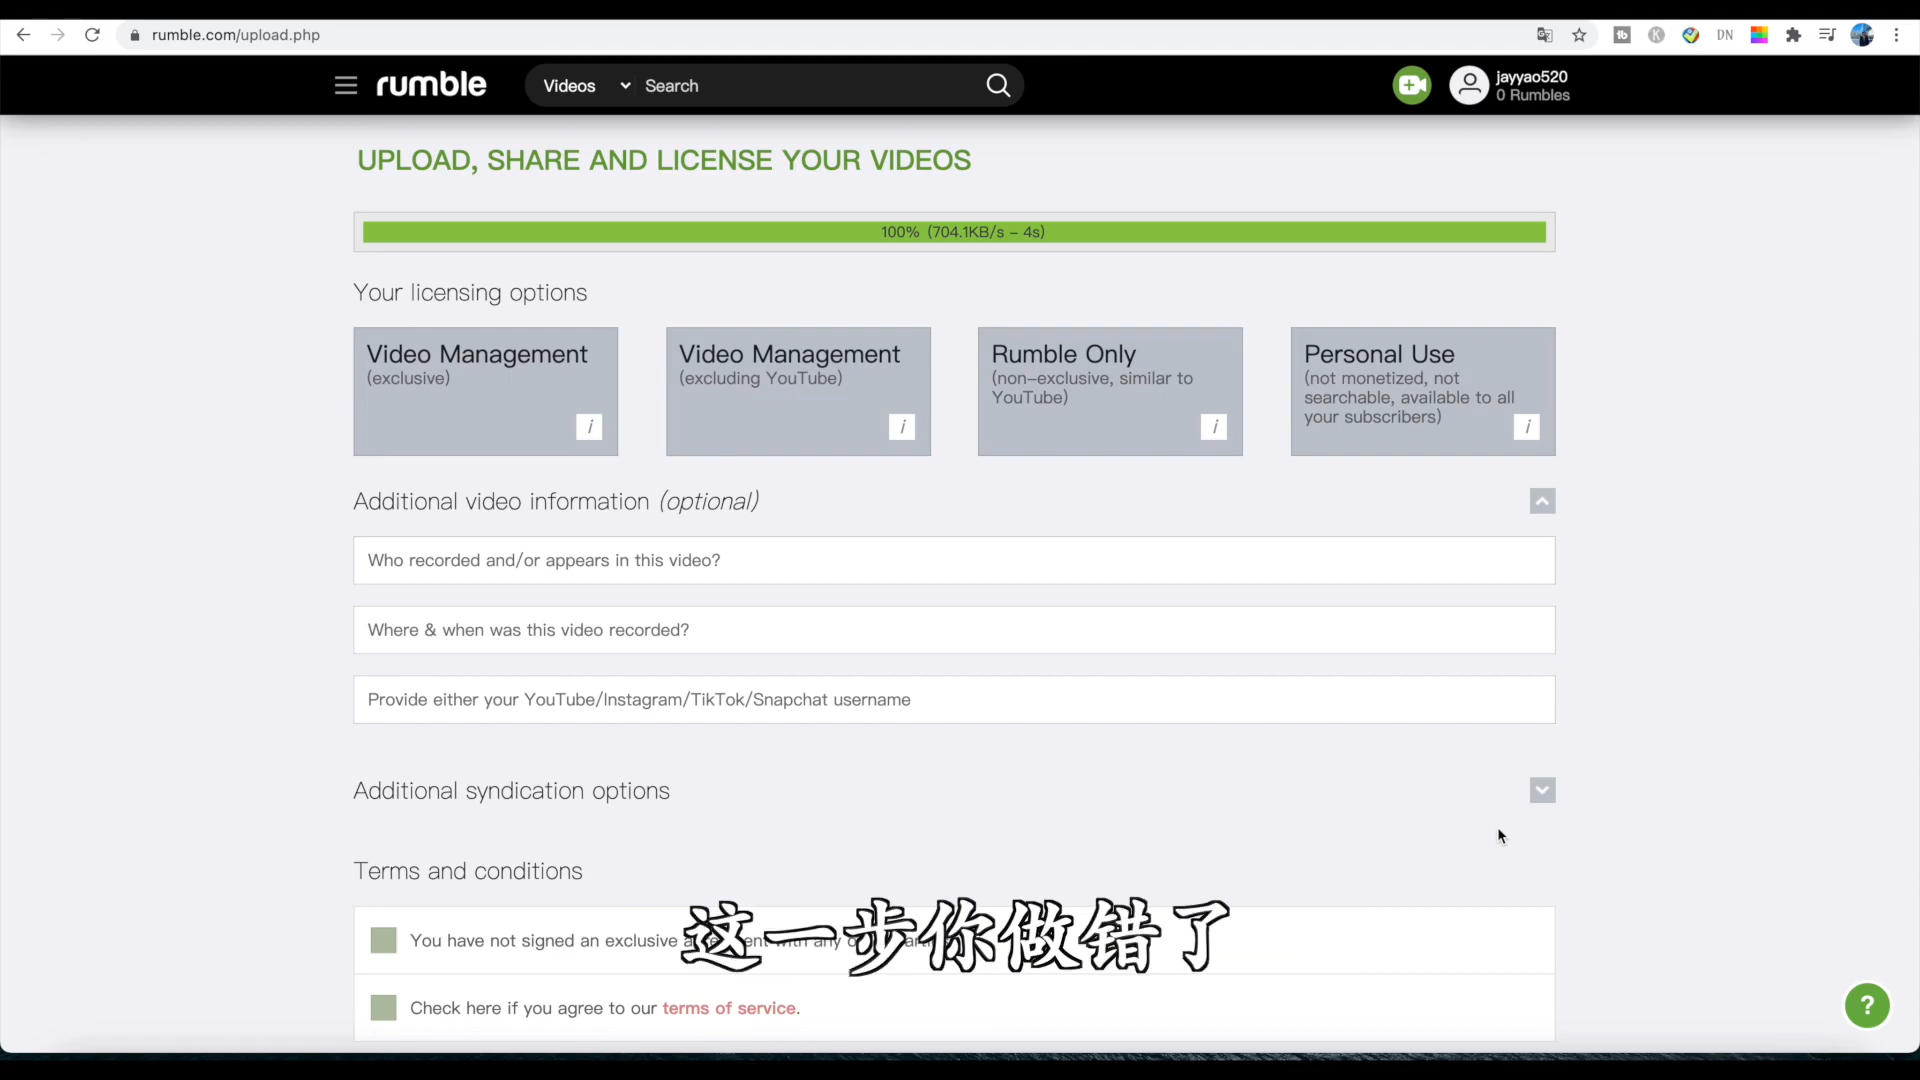 rumble.com/upload.php
DN
rumble
Videos
Search
jayyao520
0 Rumbles
UPLOAD, SHARE AND LICENSE YOUR VIDEOS
100% (704.1KB/s - 4s)
Your licensing options
Video Management
(exclusive)
i
Video Management
(excluding YouTube)
i
Rumble Only
(non-exclusive, similar to
YouTube)
i
Personal Use
(not monetized, not
searchable, available to all
your subscribers)
i
Additional video information (optional)
Who recorded and/or appears in this video?
Where & when was this video recorded?
Provide either your YouTube/Instagram/TikTok/Snapchat username
Additional syndication options
Terms and conditions
You have not signed an exclusive
这一步你做错了
Check here if you agree to our terms of service.
?